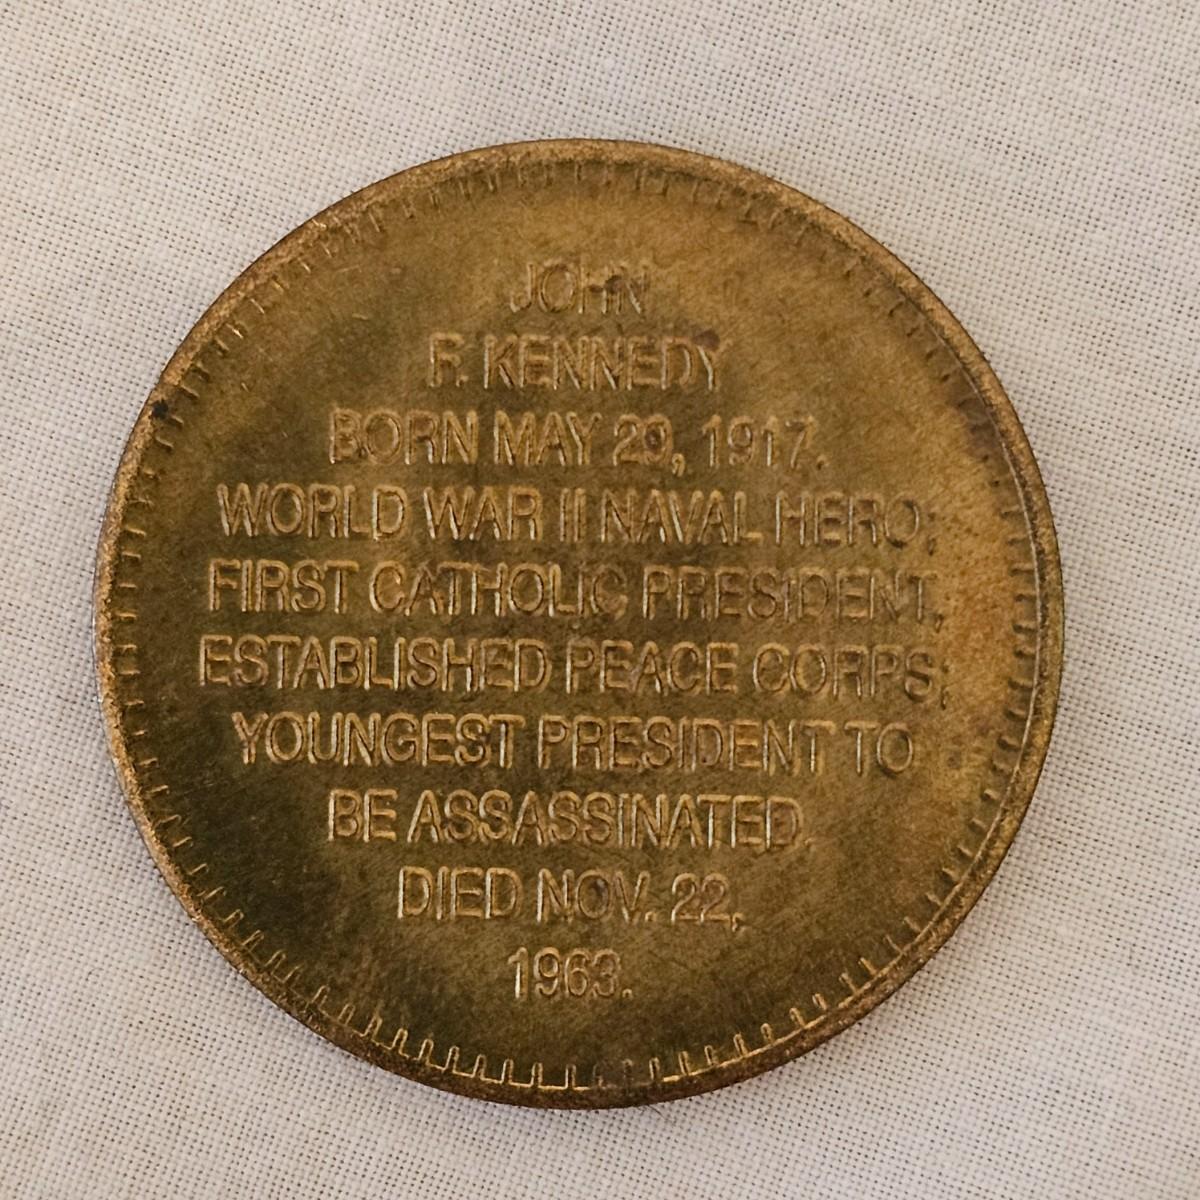 JOHN
F. KENNEDY
BORN MAY 29, 1917.
WORLD WAR II NAVAL HERO;
FIRST CATHOLIC PRESIDENT,
ESTABLISHED PEACE CORPS;
YOUNGEST PRESIDENT TO
BE ASSASSINATED.
DIED NOV. 22,
1963.